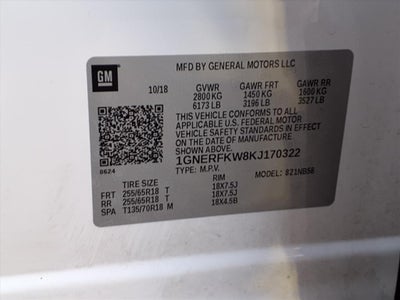 MFD BY GENERAL MOTORS LLC
GM
10/18 GVWR GAWR FRT GAWR RR
2800 KG 1450 KG 1600 KG
6173 LB 3196 LB 3527 LB
THIS VEHICLE CONFORMS TO ALL APPLICABLE
U.S. FEDERAL MOTOR VEHICLE SAFETY
STANDARDS IN EFFECT ON THE
DATE OF MANUFACTURE SHOWN ABOVE.
1GNERFKW8KJ170322
8624 TYPE: M.P.V. MODEL: 821NB56
TIRE SIZE RIM
FRT 255/65R18 T 18X7.5J
RR 255/65R18 T 18X7.5J
SPA T135/70R18 M 18X4.5B